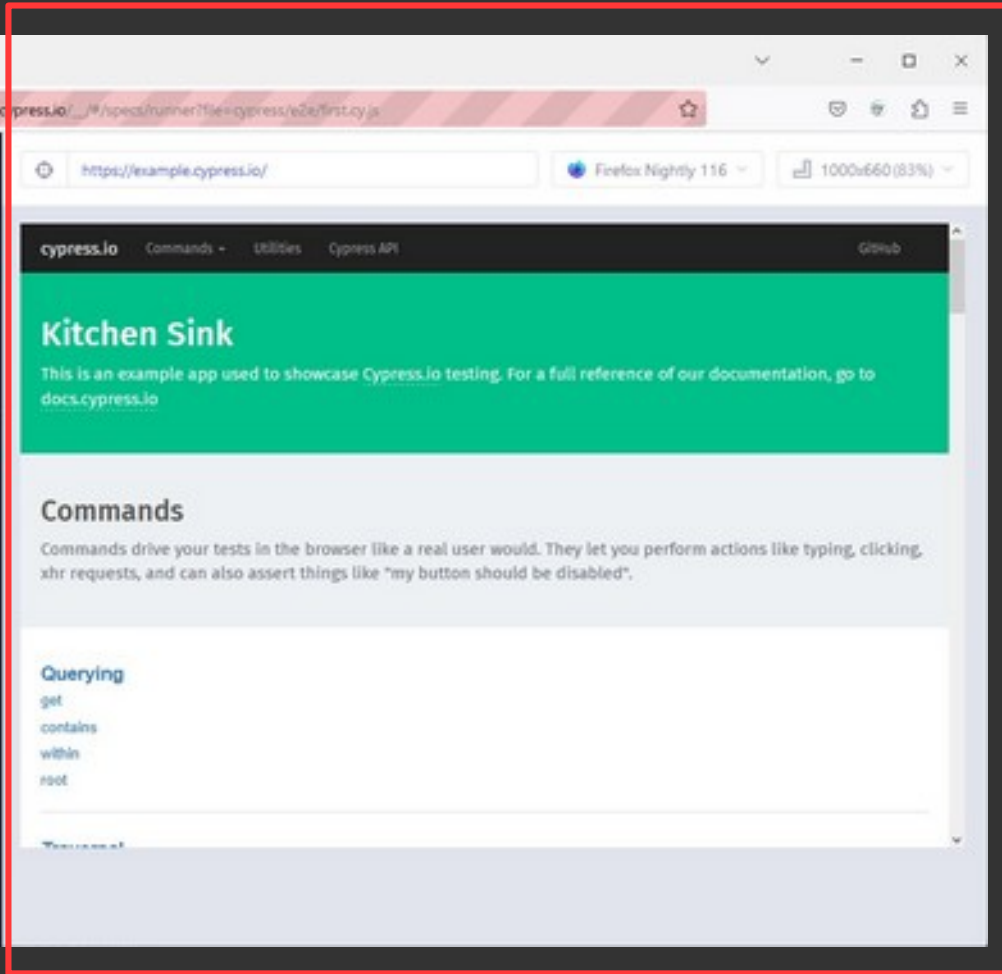 ypress.io/__/#/specs/runner?file=cypress/e2e/first.cy.js
https://example.cypress.io/
Firefox Nightly 116
1000x660 (83%)
cypress.io Commands Utilities Cypress API GitHub
Kitchen Sink
This is an example app used to showcase Cypress.io testing. For a full reference of our documentation, go to
docs.cypress.io
Commands
Commands drive your tests in the browser like a real user would. They let you perform actions like typing, clicking,
xhr requests, and can also assert things like "my button should be disabled".
Querying
get
contains
within
root